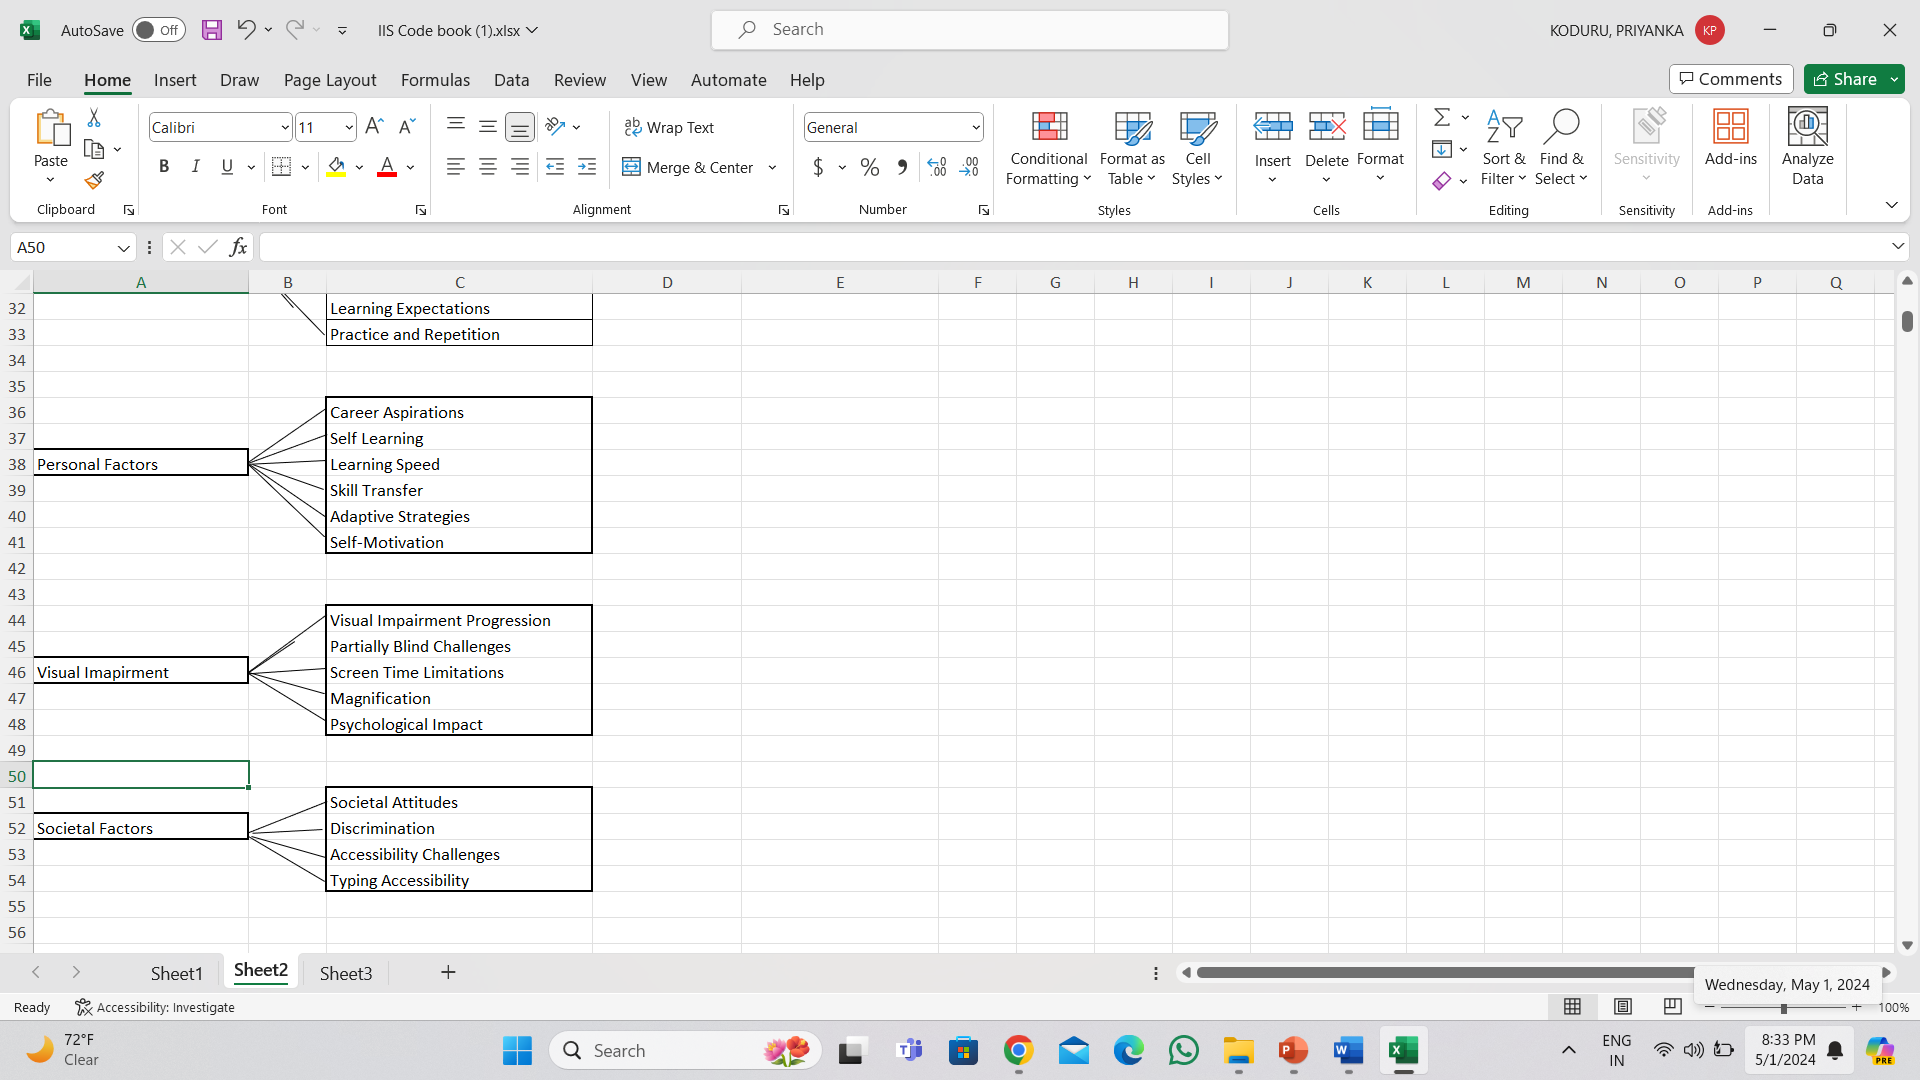 AutoSave Off IIS Code book (1).xlsx Search KODURU, PRIYANKA KP
File Home Insert Draw Page Layout Formulas Data Review View Automate Help Comments Share
Paste
Calibri 11
B I U A
Wrap Text
Merge & Center
General
$ % 9 .00 .00
Conditional Formatting
Format as Table
Cell Styles
Insert Delete Format
Sort & Filter
Find & Select
Sensitivity
Add-ins
Analyze Data
Clipboard Font Alignment Number Styles Cells Editing Sensitivity Add-ins
A50 fx
A B C D E F G H I J K L M N O P Q
32 Learning Expectations
33 Practice and Repetition
34
35
36 Career Aspirations
37 Self Learning
38 Personal Factors Learning Speed
39 Skill Transfer
40 Adaptive Strategies
41 Self-Motivation
42
43
44 Visual Impairment Progression
45 Partially Blind Challenges
46 Visual Imapirment Screen Time Limitations
47 Magnification
48 Psychological Impact
49
50
51 Societal Attitudes
52 Societal Factors Discrimination
53 Accessibility Challenges
54 Typing Accessibility
55
56
Sheet1 Sheet2 Sheet3
Wednesday, May 1, 2024
Ready Accessibility: Investigate 100%
72°F
Clear
Search
ENG
IN
8:33 PM
5/1/2024
PRE